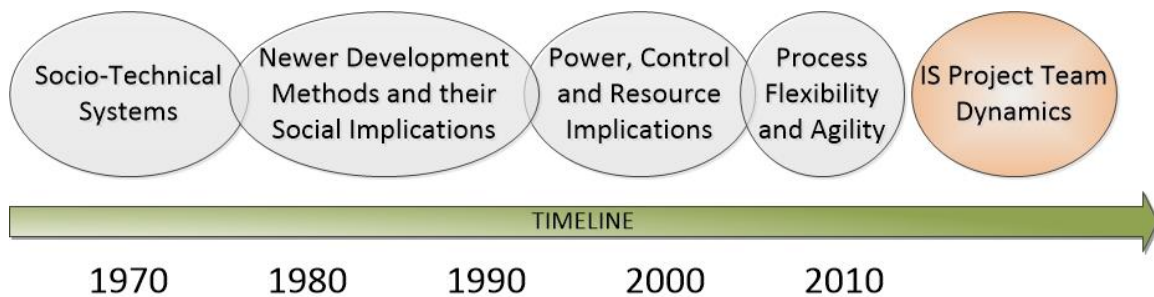 Socio-Technical
Systems
Newer Development
Methods and their
Social Implications
Power, Control
and Resource
Implications
Process
Flexibility
and Agility
IS Project Team
Dynamics
TIMELINE
1970
1980
1990
2000
2010